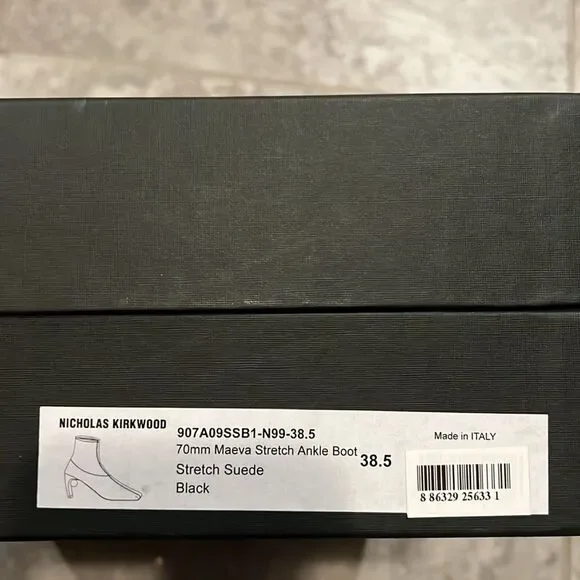 NICHOLAS KIRKWOOD
907A09SSB1-N99-38.5
70mm Maeva Stretch Ankle Boot
38.5
Stretch Suede
Black
Made in ITALY
8 86329 25633 1